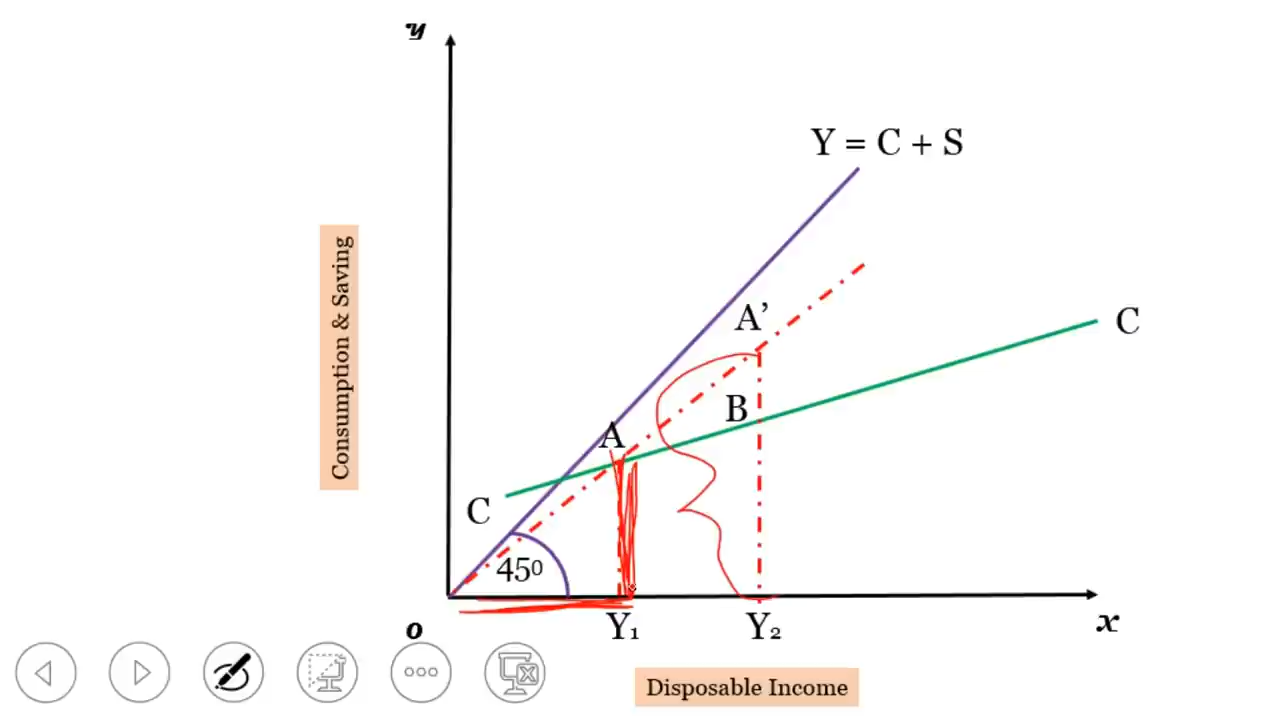 y
Y = C + S
Consumption & Saving
A’
C
B
A
C
45⁰
o
Y₁
Y₂
x
Disposable Income